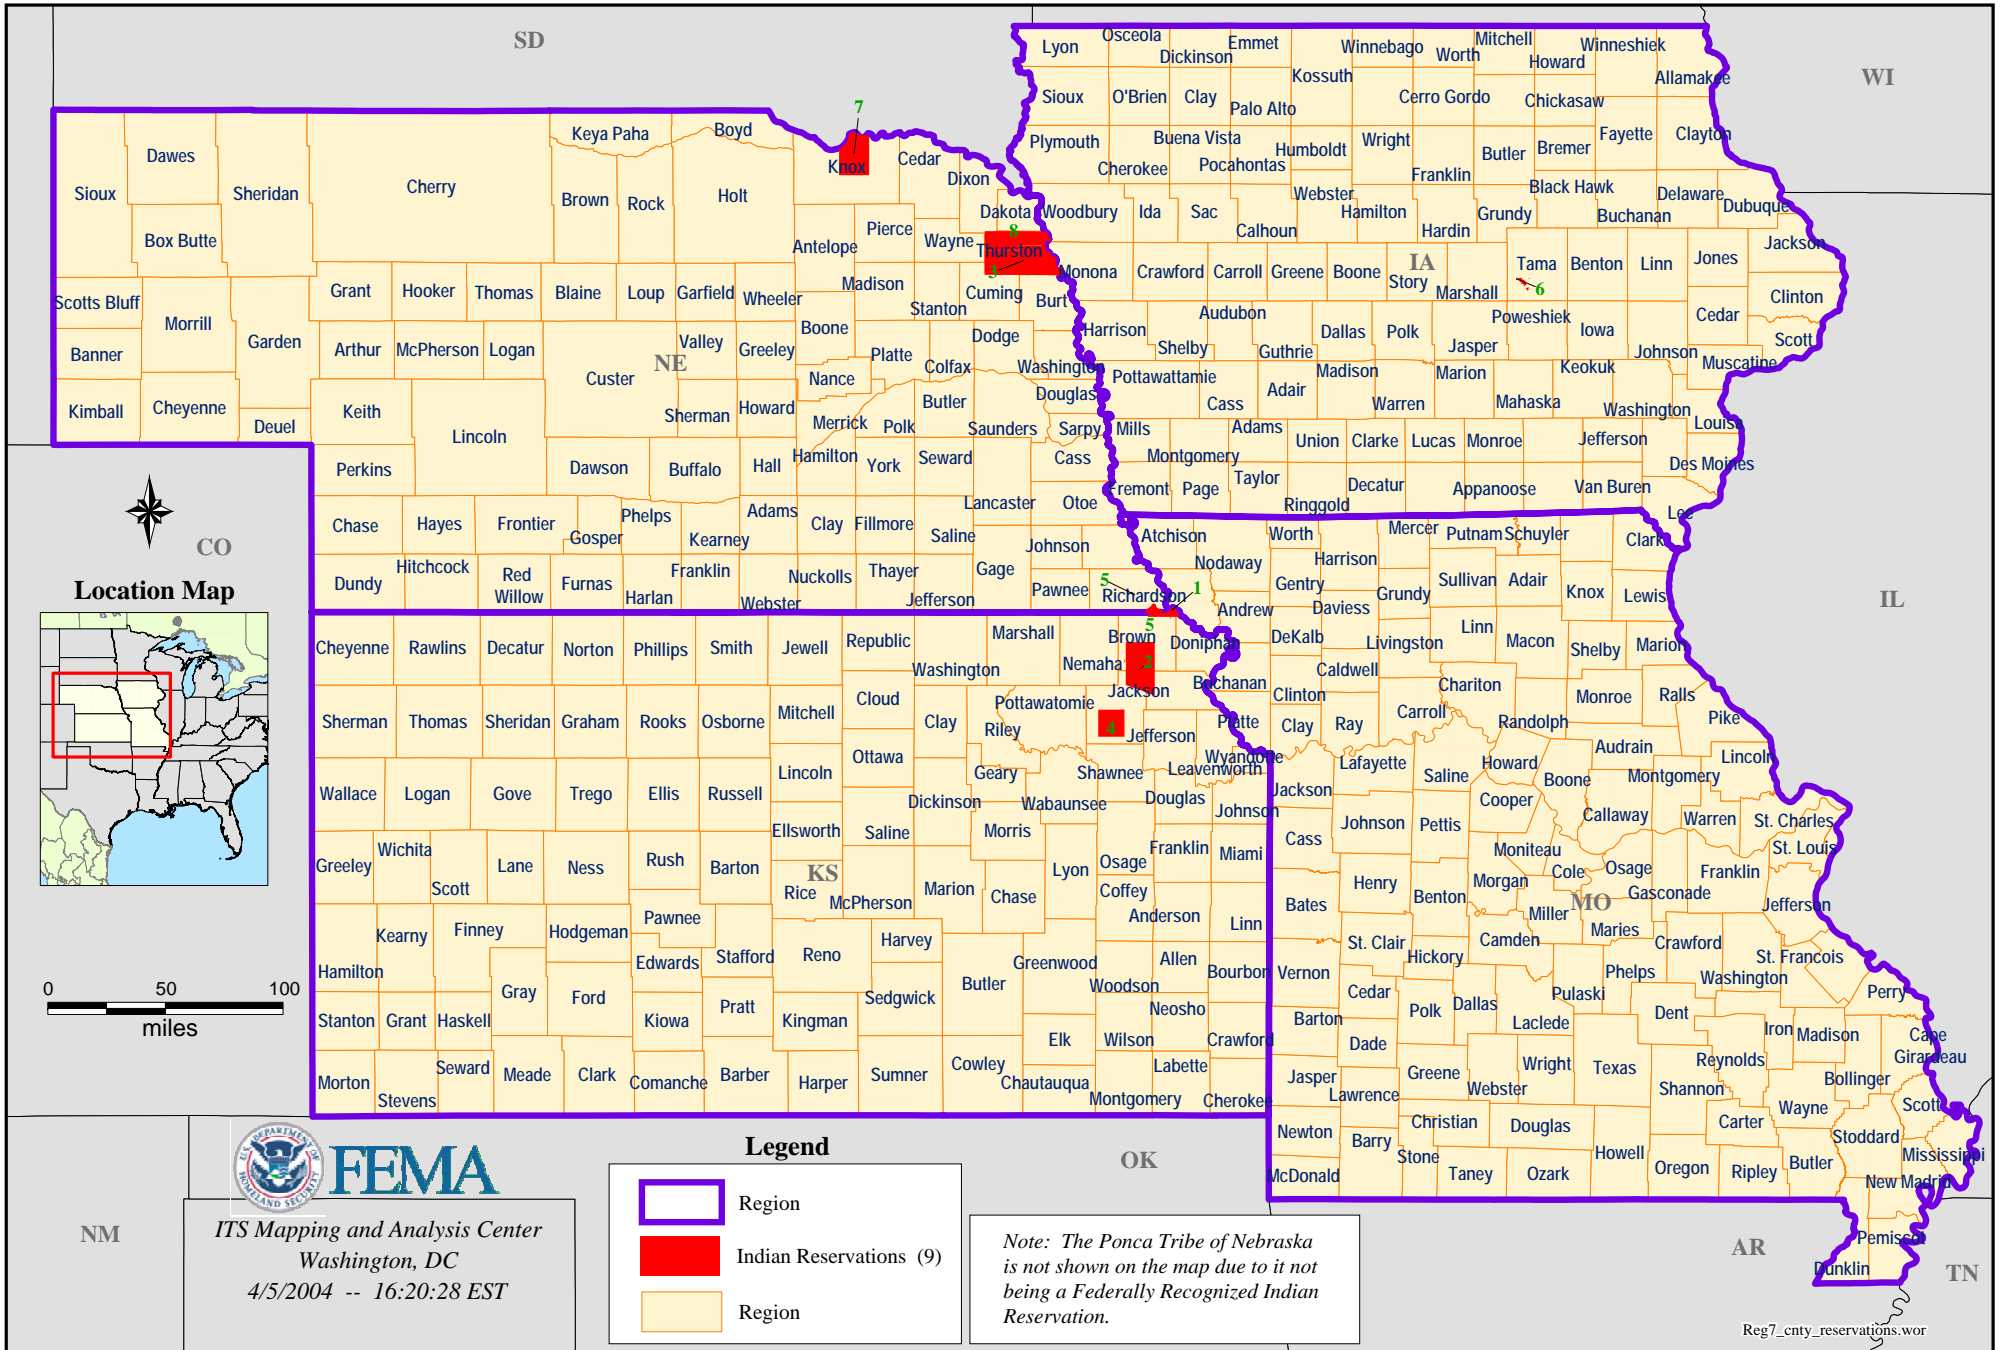 SD
WI
CO
IL
NM
OK
AR
TN
NE
IA
KS
MO
Lyon
Osceola
Dickinson
Emmet
Kossuth
Winnebago
Worth
Mitchell
Howard
Winneshiek
Allamakee
Sioux
O'Brien
Clay
Palo Alto
Cerro Gordo
Chickasaw
Fayette
Clayton
Plymouth
Cherokee
Buena Vista
Pocahontas
Humboldt
Wright
Franklin
Butler
Bremer
Black Hawk
Buchanan
Delaware
Dubuque
Woodbury
Ida
Sac
Calhoun
Webster
Hamilton
Hardin
Grundy
Jackson
Monona
Crawford
Carroll
Greene
Boone
Story
Marshall
Tama
6
Benton
Linn
Jones
Clinton
Cedar
Scott
Harrison
Shelby
Audubon
Guthrie
Dallas
Polk
Jasper
Poweshiek
Iowa
Johnson
Muscatine
Pottawattamie
Cass
Adair
Madison
Warren
Marion
Mahaska
Keokuk
Washington
Louisa
Mills
Montgomery
Adams
Union
Clarke
Lucas
Monroe
Jefferson
Des Moines
Fremont
Page
Taylor
Ringgold
Decatur
Appanoose
Van Buren
Lee
Sioux
Dawes
Box Butte
Sheridan
Cherry
Keya Paha
Boyd
Brown
Rock
Holt
7
Knox
Cedar
Dixon
Dakota
8
Thurston
3
Antelope
Pierce
Wayne
Scotts Bluff
Morrill
Garden
Banner
Kimball
Cheyenne
Deuel
Grant
Hooker
Thomas
Blaine
Loup
Garfield
Wheeler
Madison
Stanton
Cuming
Burt
Arthur
McPherson
Logan
Custer
Valley
Greeley
Boone
Nance
Platte
Colfax
Dodge
Washington
Douglas
Keith
Lincoln
Sherman
Howard
Merrick
Polk
Butler
Saunders
Sarpy
Perkins
Dawson
Buffalo
Hall
Hamilton
York
Seward
Cass
Lancaster
Otoe
Chase
Hayes
Frontier
Gosper
Phelps
Kearney
Adams
Clay
Fillmore
Saline
Johnson
Dundy
Hitchcock
Red
Willow
Furnas
Harlan
Franklin
Webster
Nuckolls
Thayer
Jefferson
Gage
Pawnee
5
Richardson
1
5
Cheyenne
Rawlins
Decatur
Norton
Phillips
Smith
Jewell
Republic
Washington
Marshall
Nemaha
Brown
2
Doniphan
Sherman
Thomas
Sheridan
Graham
Rooks
Osborne
Mitchell
Cloud
Clay
Riley
Pottawatomie
Jackson
4
Jefferson
Ottawa
Lincoln
Geary
Shawnee
Leavenworth
Wyandotte
Wallace
Logan
Gove
Trego
Ellis
Russell
Ellsworth
Saline
Dickinson
Morris
Wabaunsee
Douglas
Johnson
Greeley
Wichita
Scott
Lane
Ness
Rush
Barton
Rice
McPherson
Marion
Chase
Lyon
Osage
Coffey
Franklin
Miami
Anderson
Linn
Hamilton
Kearny
Finney
Hodgeman
Pawnee
Edwards
Stafford
Reno
Harvey
Sedgwick
Butler
Greenwood
Woodson
Allen
Bourbon
Neosho
Stanton
Grant
Haskell
Gray
Ford
Kiowa
Pratt
Kingman
Elk
Wilson
Crawford
Morton
Stevens
Seward
Meade
Clark
Comanche
Barber
Harper
Sumner
Cowley
Chautauqua
Montgomery
Labette
Cherokee
Atchison
Nodaway
Worth
Harrison
Mercer
Putnam
Schuyler
Clark
Gentry
Andrew
Daviess
Grundy
Sullivan
Adair
Knox
Lewis
DeKalb
Livingston
Linn
Macon
Shelby
Marion
Caldwell
Buchanan
Clinton
Chariton
Monroe
Ralls
Platte
Clay
Ray
Carroll
Randolph
Pike
Audrain
Howard
Boone
Montgomery
Lincoln
Lafayette
Saline
Jackson
Cooper
Callaway
Warren
St. Charles
Cass
Johnson
Pettis
Moniteau
Cole
Osage
St. Louis
Franklin
Gasconade
Jefferson
Henry
Benton
Morgan
Miller
Bates
Maries
St. Clair
Hickory
Camden
Crawford
Washington
St. Francois
Vernon
Cedar
Polk
Dallas
Pulaski
Phelps
Perry
Barton
Dade
Laclede
Dent
Iron
Madison
Cape
Girardeau
Jasper
Lawrence
Greene
Webster
Wright
Texas
Reynolds
Shannon
Bollinger
Scott
Wayne
Newton
Barry
Christian
Stone
Douglas
Howell
Carter
Stoddard
Mississippi
McDonald
Taney
Ozark
Oregon
Ripley
Butler
New Madrid
Pemiscot
Dunklin
Location Map
0 50 100
miles
U.S. DEPARTMENT OF
HOMELAND SECURITY
FEMA
ITS Mapping and Analysis Center
Washington, DC
4/5/2004 -- 16:20:28 EST
Legend
Region
Indian Reservations (9)
Region
Note: The Ponca Tribe of Nebraska
is not shown on the map due to it not
being a Federally Recognized Indian
Reservation.
Reg7_cnty_reservations.wor